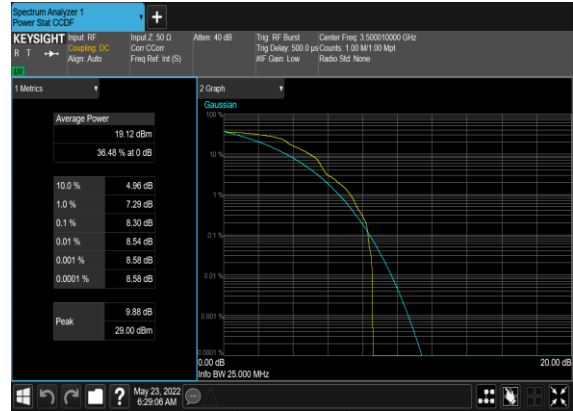 Spectrum Analyzer 1
Power Stat CCDF
KEYSIGHT
R T
LXI
Input: RF
Coupling: DC
Align: Auto
Input Z: 50 Ω
Corr CCorr
Freq Ref: Int (S)
Atten: 40 dB
Trig: RF Burst
Trig Delay: 500.0 µs
#IF Gain: Low
Center Freq: 3.500010000 GHz
Counts: 1.00 M/1.00 Mpt
Radio Std: None
1 Metrics
Average Power
19.12 dBm
36.48 % at 0 dB
10.0 % 4.96 dB
1.0 % 7.29 dB
0.1 % 8.30 dB
0.01 % 8.54 dB
0.001 % 8.58 dB
0.0001 % 8.58 dB
Peak
9.88 dB
29.00 dBm
2 Graph
Gaussian
100 %
10 %
1 %
0.1 %
0.01 %
0.001 %
0.0001 %
0.00 dB 20.00 dB
Info BW 25.000 MHz
?
May 23, 2022
6:29:06 AM